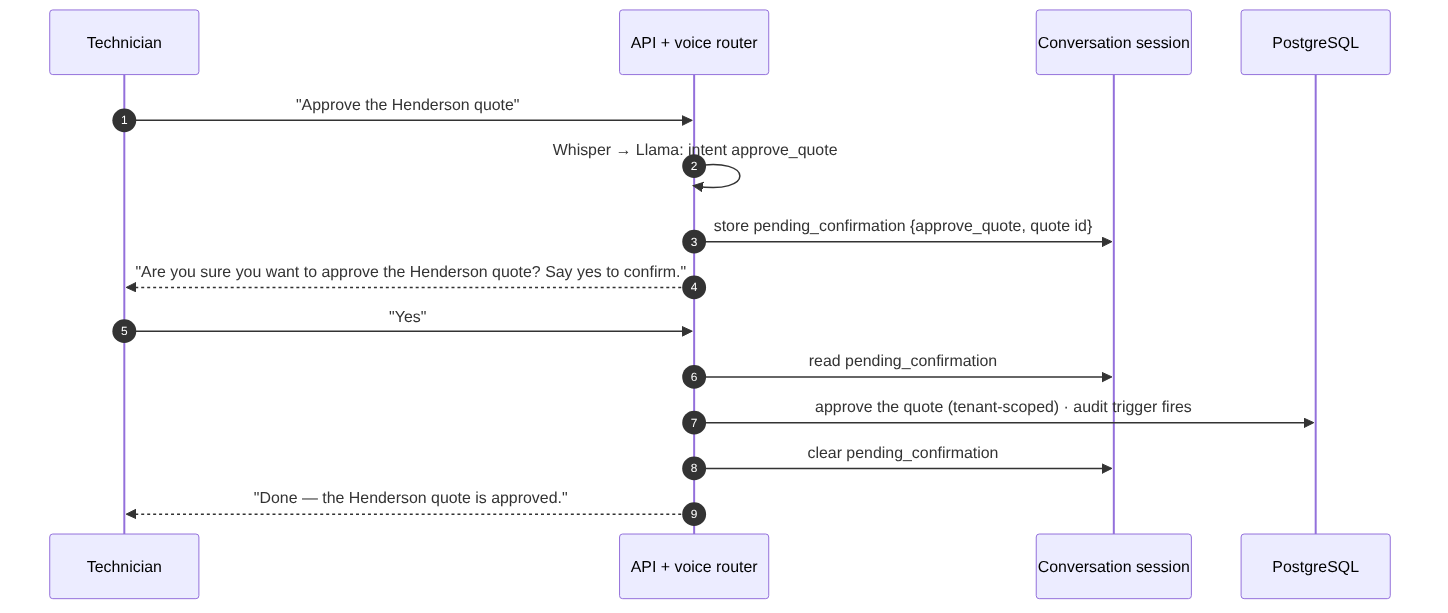 Technician
API + voice router
Conversation session
PostgreSQL
"Approve the Henderson quote"
1
Whisper → Llama: intent approve_quote
2
store pending_confirmation {approve_quote, quote id}
3
"Are you sure you want to approve the Henderson quote? Say yes to confirm."
4
"Yes"
5
read pending_confirmation
6
approve the quote (tenant-scoped) · audit trigger fires
7
clear pending_confirmation
8
"Done — the Henderson quote is approved."
9
Technician
API + voice router
Conversation session
PostgreSQL